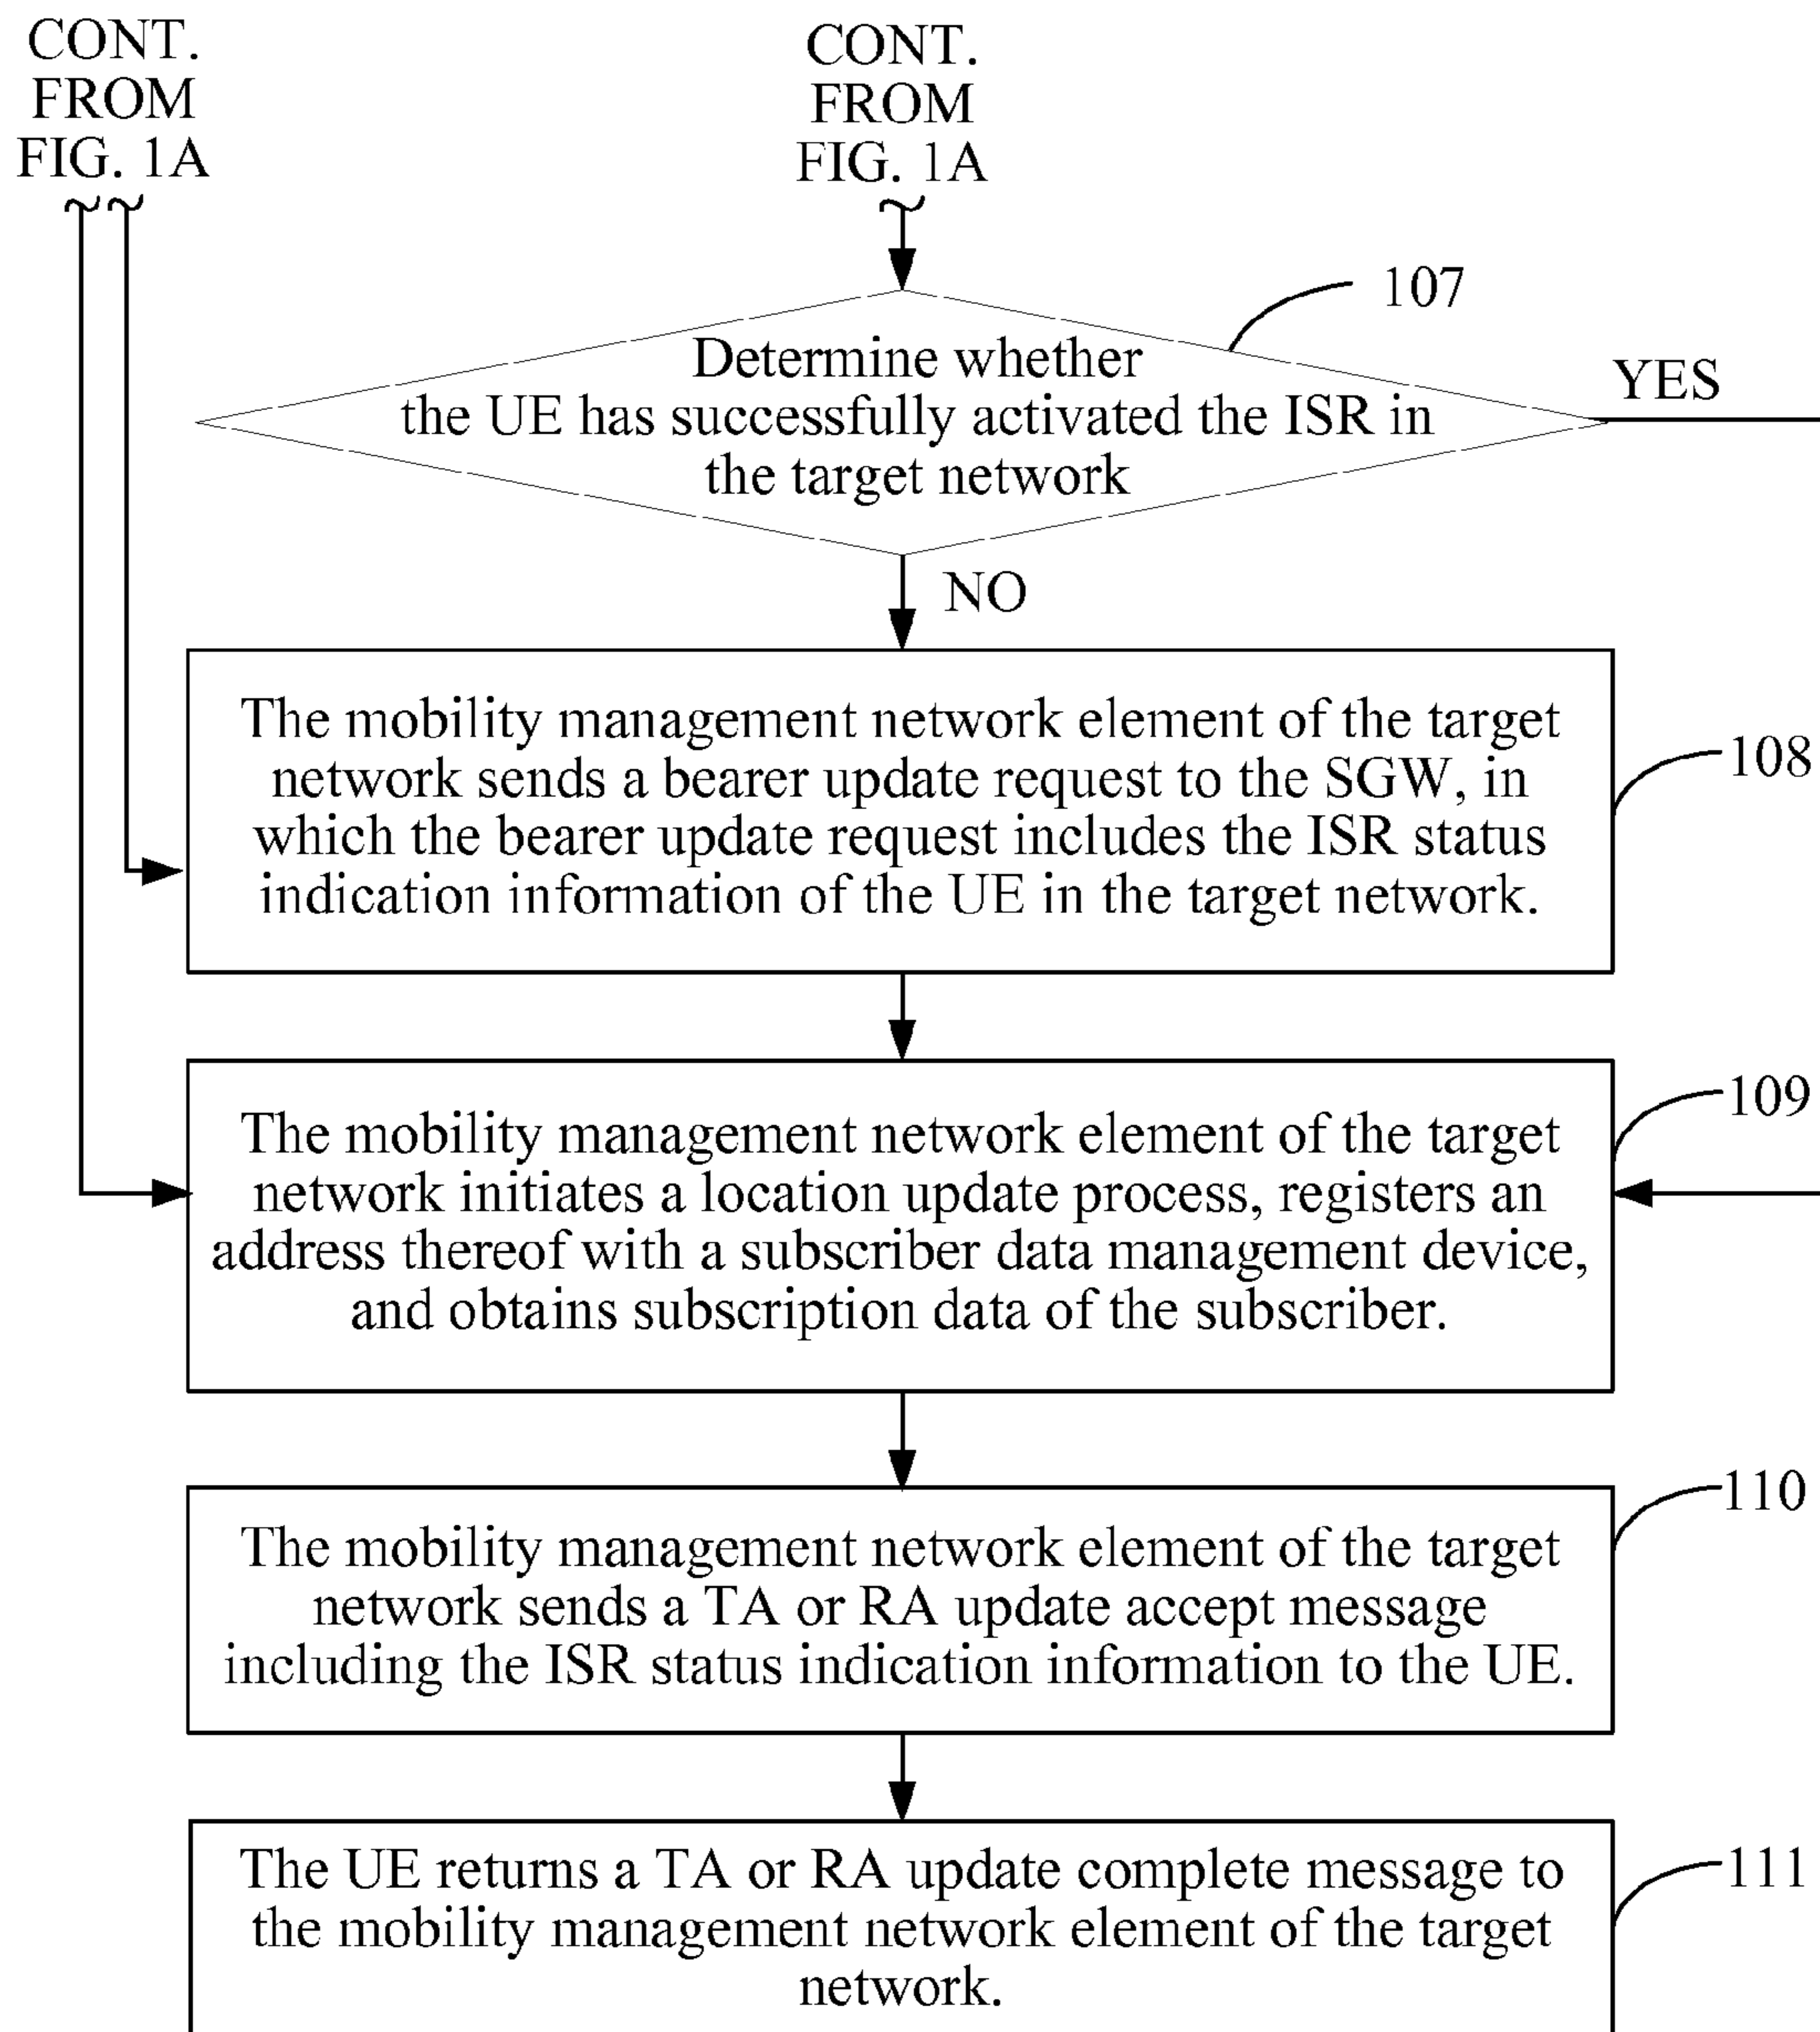 CONT.
FROM
FIG. 1A
CONT.
FROM
FIG. 1A
107
Determine whether
the UE has successfully activated the ISR in
the target network
YES
NO
The mobility management network element of the target
network sends a bearer update request to the SGW, in
which the bearer update request includes the ISR status
indication information of the UE in the target network.
108
The mobility management network element of the target
network initiates a location update process, registers an
address thereof with a subscriber data management device,
and obtains subscription data of the subscriber.
109
The mobility management network element of the target
network sends a TA or RA update accept message
including the ISR status indication information to the UE.
110
The UE returns a TA or RA update complete message to
the mobility management network element of the target
network.
111